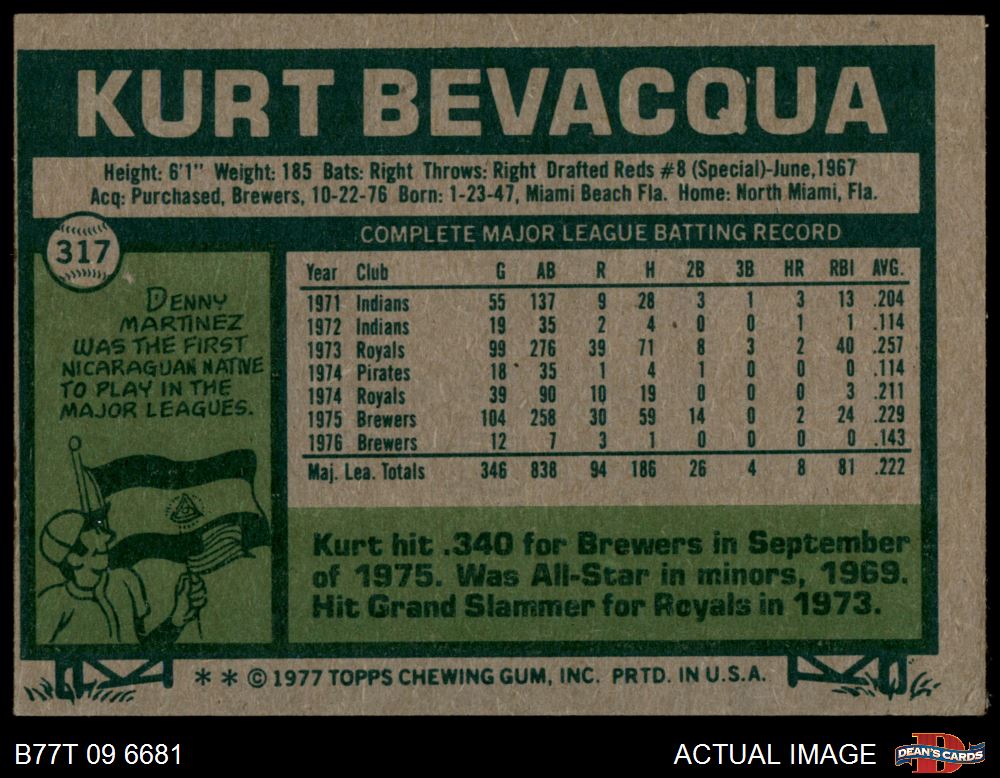 KURT BEVACQUA
Height: 6'1" Weight: 185 Bats: Right Throws: Right Drafted Reds #8 (Special)-June,1967
Acq: Purchased, Brewers, 10-22-76 Born: 1-23-47, Miami Beach Fla. Home: North Miami, Fla.
317
DENNY
MARTINEZ
WAS THE FIRST
NICARAGUAN NATIVE
TO PLAY IN THE
MAJOR LEAGUES.
COMPLETE MAJOR LEAGUE BATTING RECORD
Year Club G AB R H 2B 3B HR RBI AVG.
1971 Indians 55 137 9 28 3 1 3 13 .204
1972 Indians 19 35 2 4 0 0 1 1 .114
1973 Royals 99 276 39 71 8 3 2 40 .257
1974 Pirates 18 35 1 4 1 0 0 0 .114
1974 Royals 39 90 10 19 0 0 0 3 .211
1975 Brewers 104 258 30 59 14 0 2 24 .229
1976 Brewers 12 7 3 1 0 0 0 0 .143
Maj. Lea. Totals 346 838 94 186 26 4 8 81 .222
Kurt hit .340 for Brewers in September
of 1975. Was All-Star in minors, 1969.
Hit Grand Slammer for Royals in 1973.
* * © 1977 TOPPS CHEWING GUM, INC. PRTD. IN U.S.A.
B77T 09 6681
ACTUAL IMAGE
D
DEAN'S CARDS